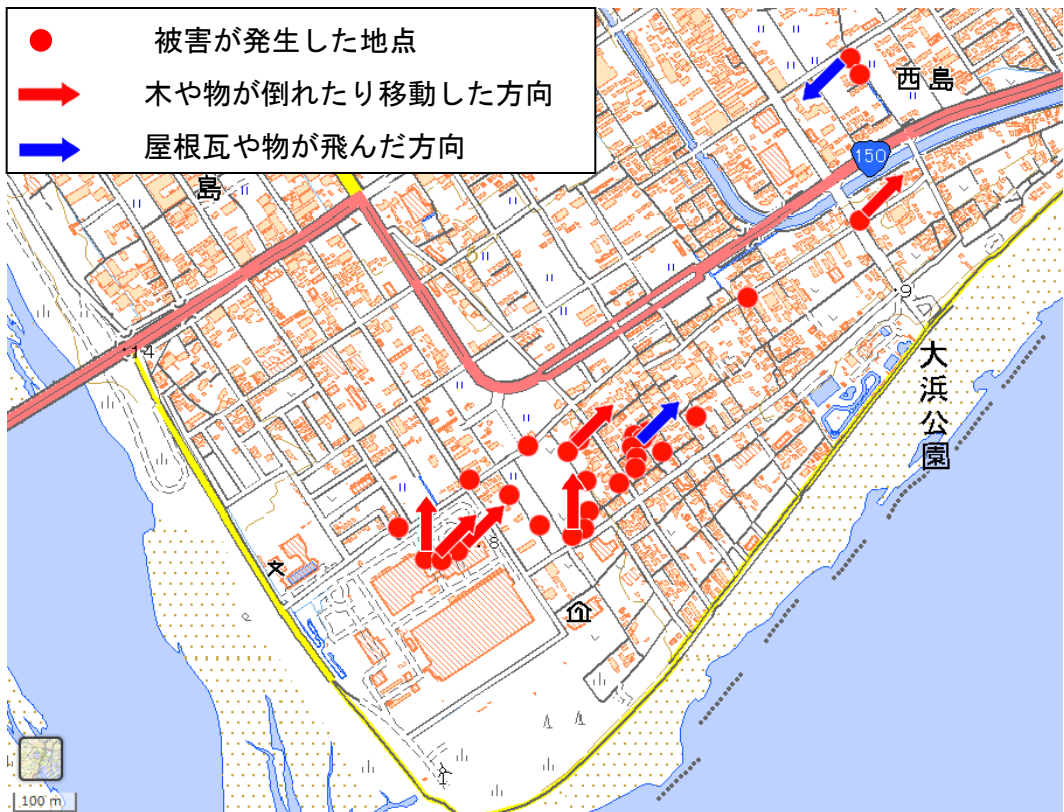 被害が発生した地点
木や物が倒れたり移動した方向
屋根瓦や物が飛んだ方向
西島
150
島
9
14
大浜公園
8
文
100 m